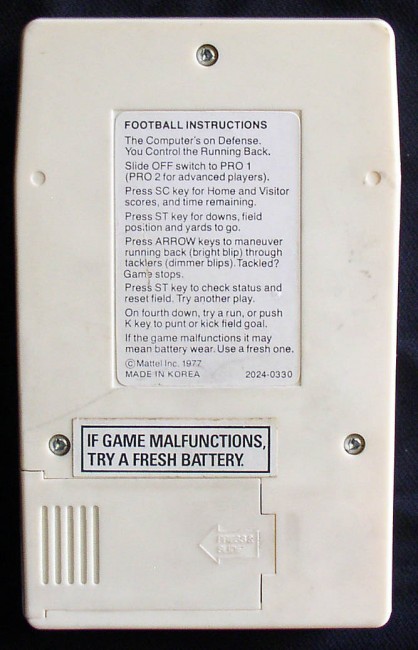 FOOTBALL INSTRUCTIONS
The Computer's on Defense.
You Control the Running Back.
Slide OFF switch to PRO 1
(PRO 2 for advanced players).
Press SC key for Home and Visitor
scores, and time remaining.
Press ST key for downs, field
position and yards to go.
Press ARROW keys to maneuver
running back (bright blip) through
tacklers (dimmer blips). Tackled?
Game stops.
Press ST key to check status and
reset field. Try another play.
On fourth down, try a run, or push
K key to punt or kick field goal.
If the game malfunctions it may
mean battery wear. Use a fresh one.
© Mattel Inc. 1977
MADE IN KOREA 2024-0330
IF GAME MALFUNCTIONS,
TRY A FRESH BATTERY.